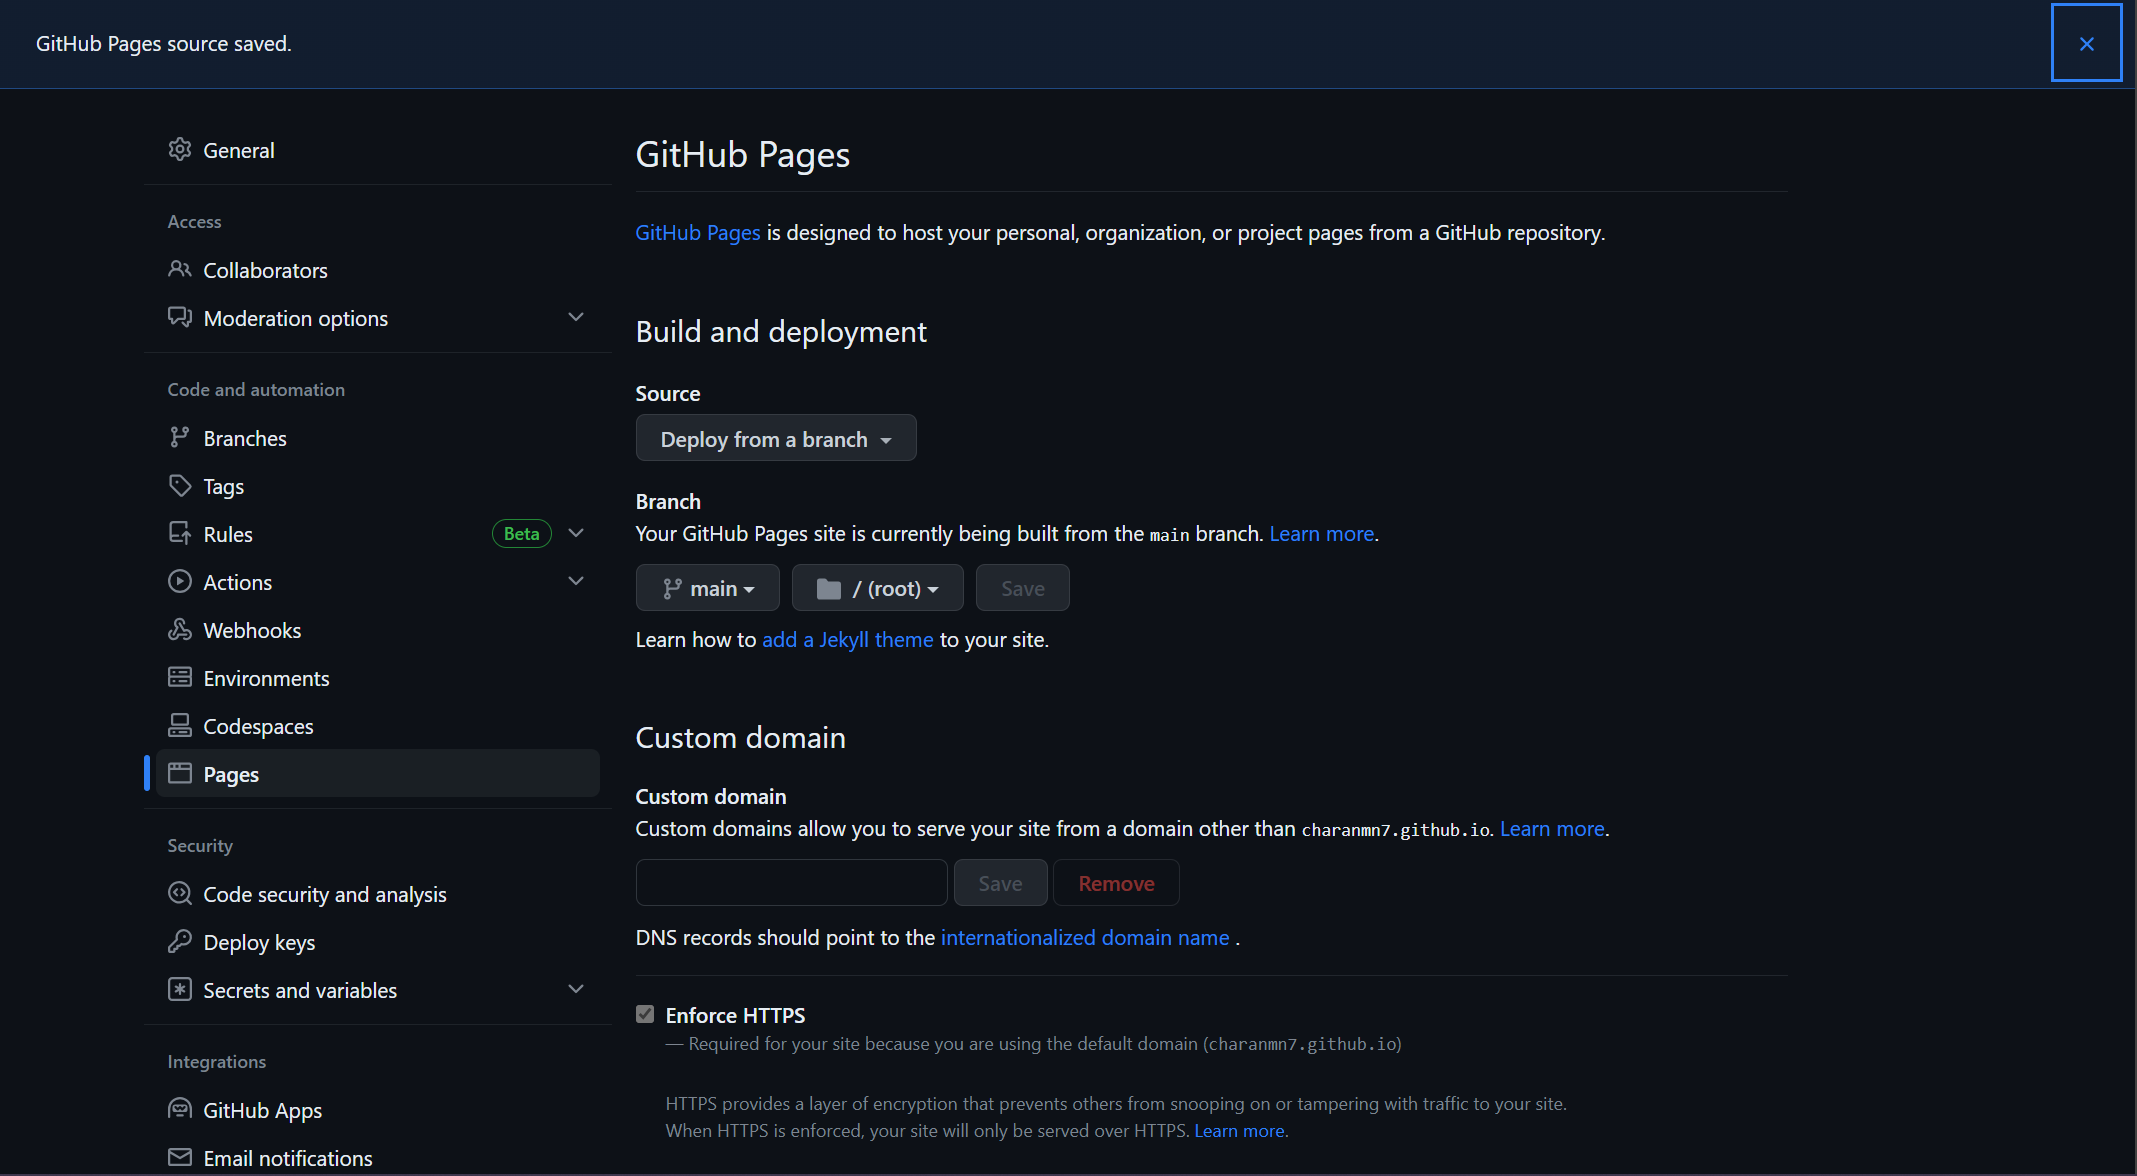 GitHub Pages source saved.
General
Access
Collaborators
Moderation options
Code and automation
Branches
Tags
Rules Beta
Actions
Webhooks
Environments
Codespaces
Pages
Security
Code security and analysis
Deploy keys
Secrets and variables
Integrations
GitHub Apps
Email notifications
GitHub Pages
GitHub Pages is designed to host your personal, organization, or project pages from a GitHub repository.
Build and deployment
Source
Deploy from a branch
Branch
Your GitHub Pages site is currently being built from the main branch. Learn more.
main / (root) Save
Learn how to add a Jekyll theme to your site.
Custom domain
Custom domain
Custom domains allow you to serve your site from a domain other than charanmn7.github.io. Learn more.
Save Remove
DNS records should point to the internationalized domain name .
Enforce HTTPS
— Required for your site because you are using the default domain (charanmn7.github.io)
HTTPS provides a layer of encryption that prevents others from snooping on or tampering with traffic to your site.
When HTTPS is enforced, your site will only be served over HTTPS. Learn more.